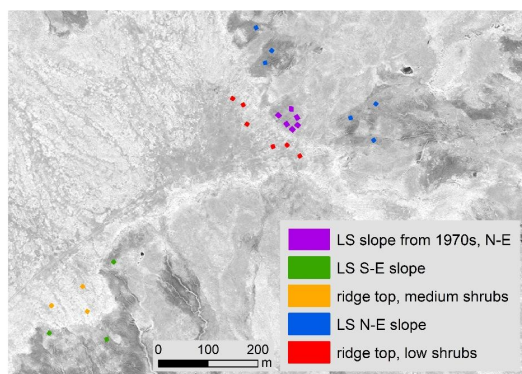 LS slope from 1970s, N-E
LS S-E slope
ridge top, medium shrubs
LS N-E slope
ridge top, low shrubs
0 100 200
m